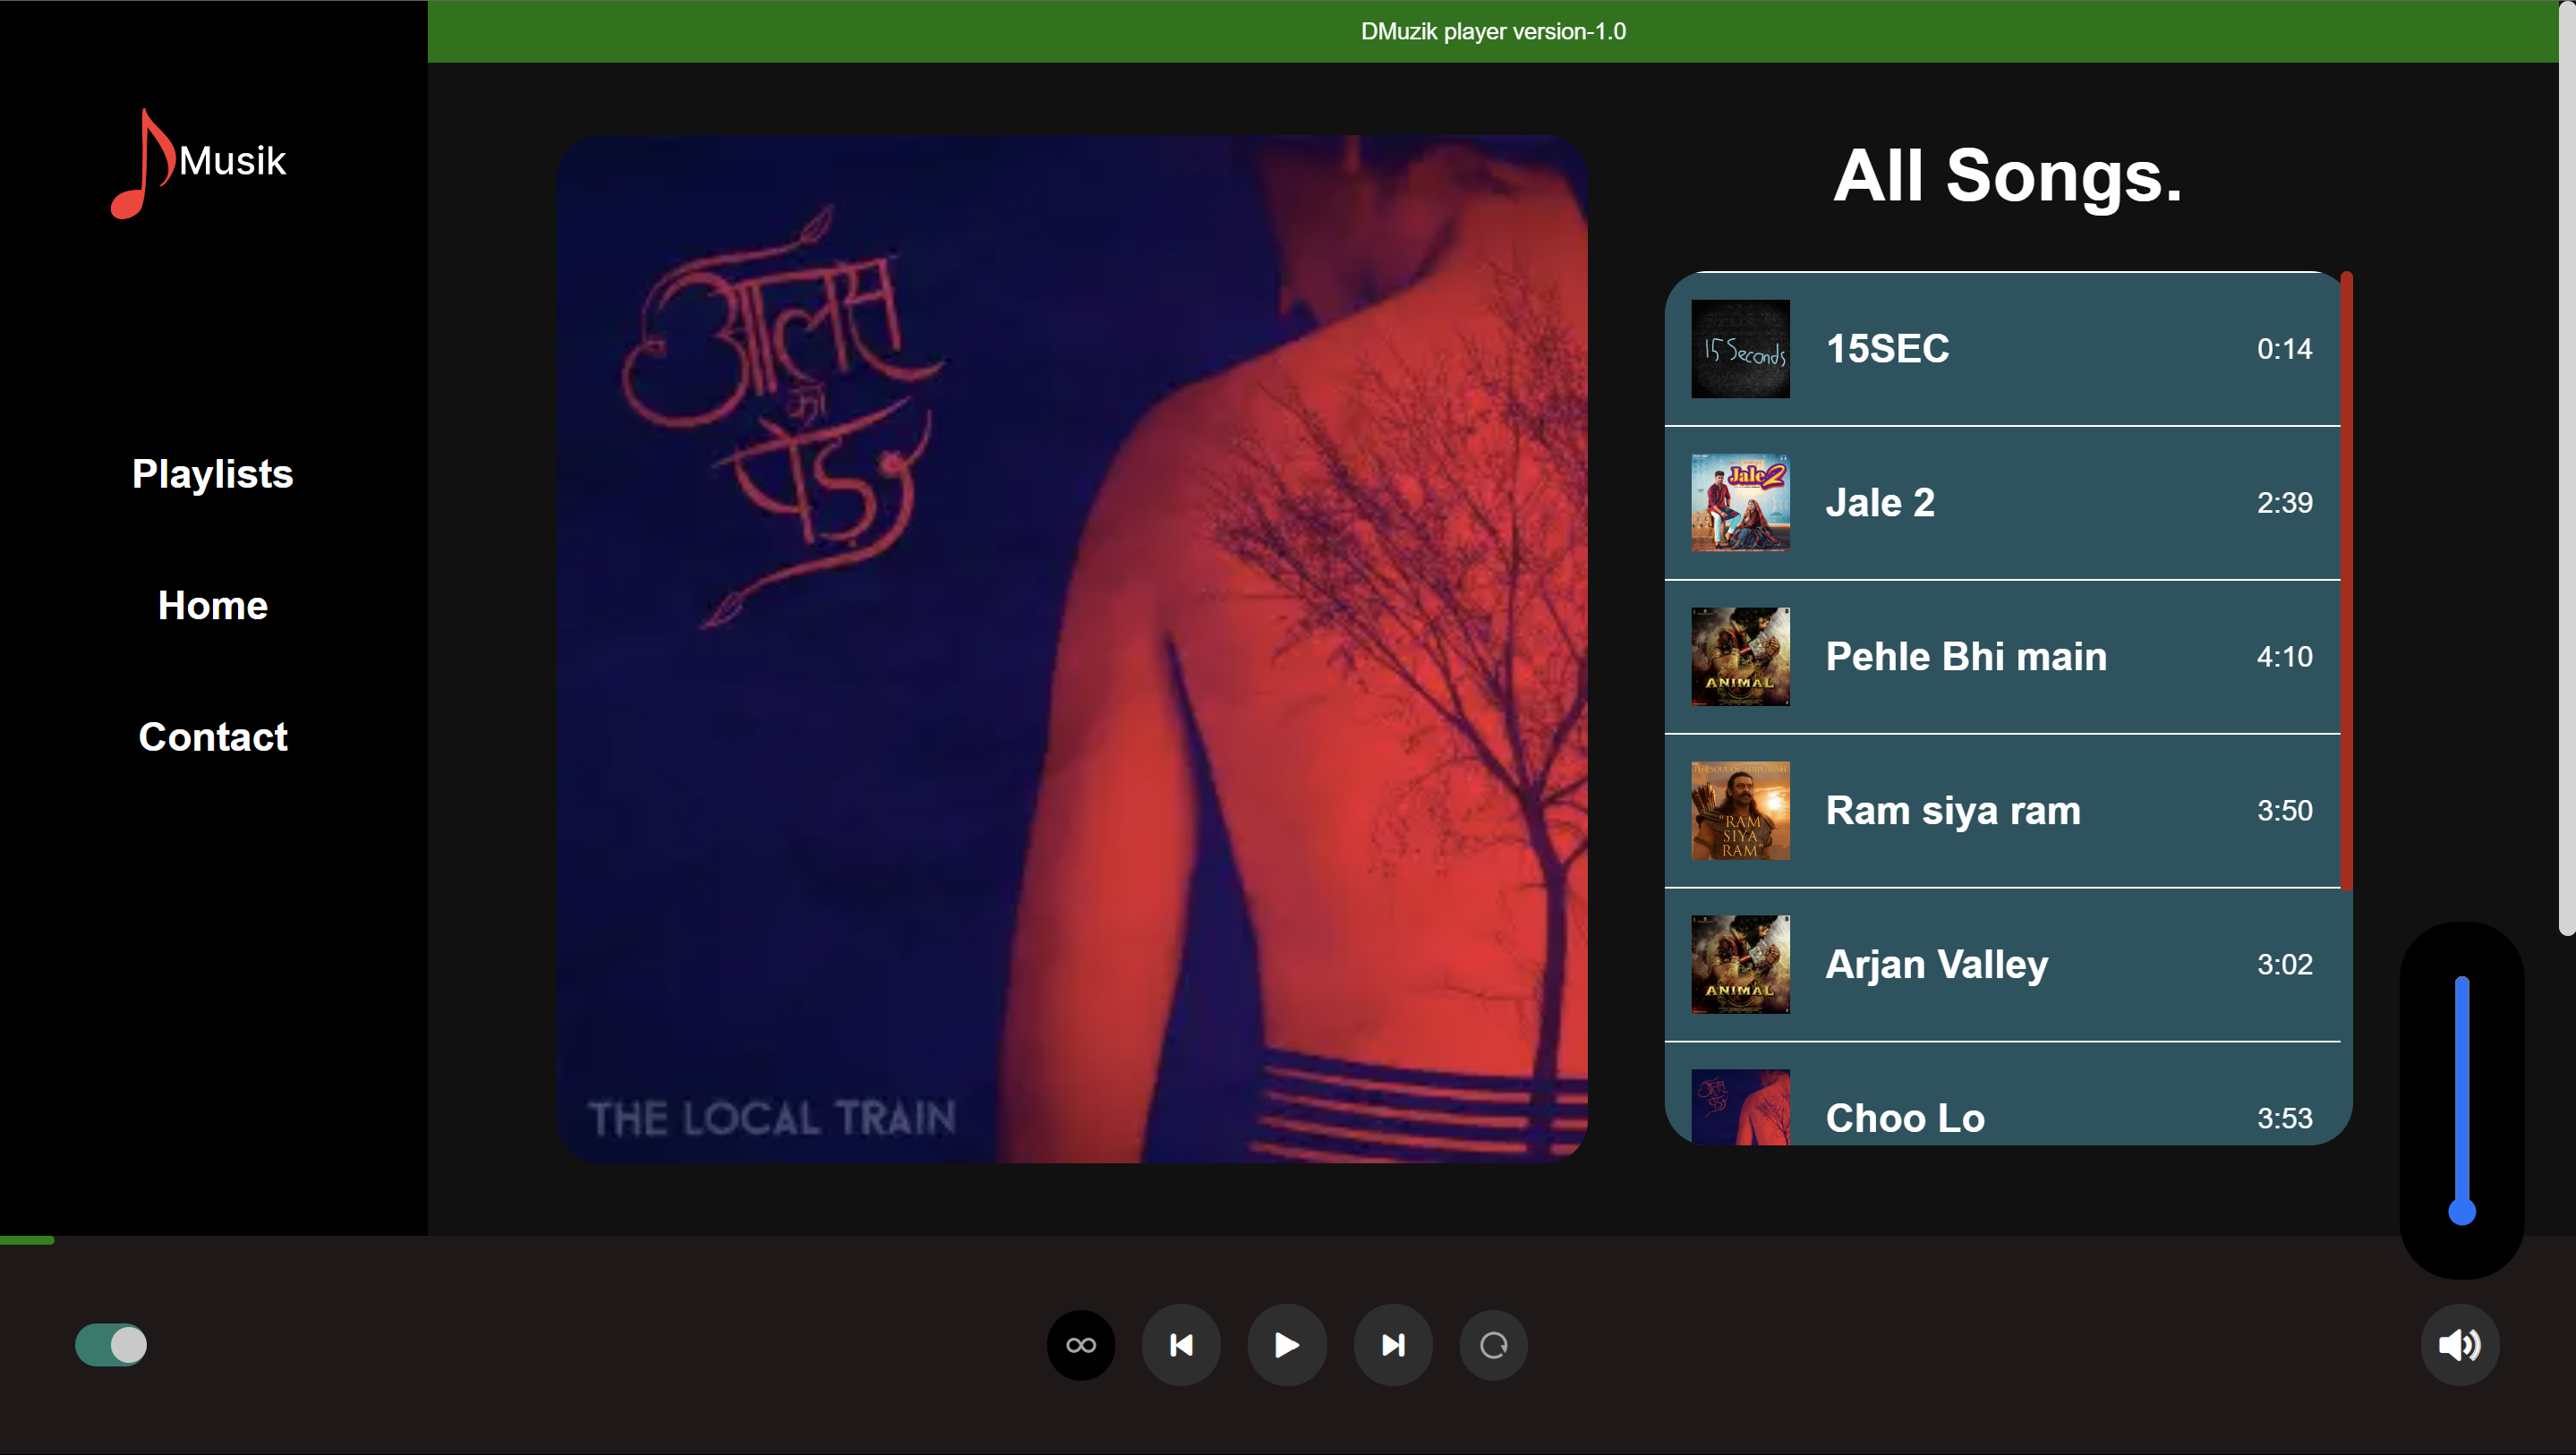 DMuzik player version-1.0
Musik
Playlists
Home
Contact
आलस
का
पेड़
THE LOCAL TRAIN
All Songs.
15 Seconds
15SEC
0:14
Jale 2
Jale 2
2:39
ANIMAL
Pehle Bhi main
4:10
"RAM
SIYA
RAM"
Ram siya ram
3:50
ANIMAL
Arjan Valley
3:02
Choo Lo
3:53